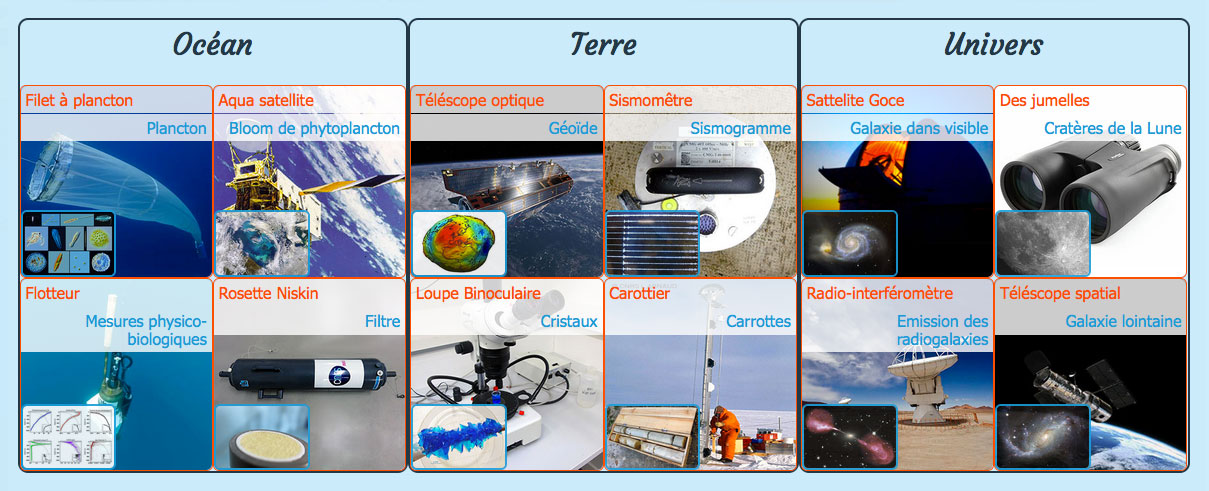 Océan
Terre
Univers
Filet à plancton
Plancton
Aqua satellite
Bloom de phytoplancton
Téléscope optique
Géoïde
Sismomêtre
Sismogramme
Sattelite Goce
Galaxie dans visible
Des jumelles
Cratères de la Lune
Flotteur
Mesures physico-
biologiques
Rosette Niskin
Filtre
Loupe Binoculaire
Cristaux
Carottier
Carrottes
Radio-interféromètre
Emission des
radiogalaxies
Téléscope spatial
Galaxie lointaine